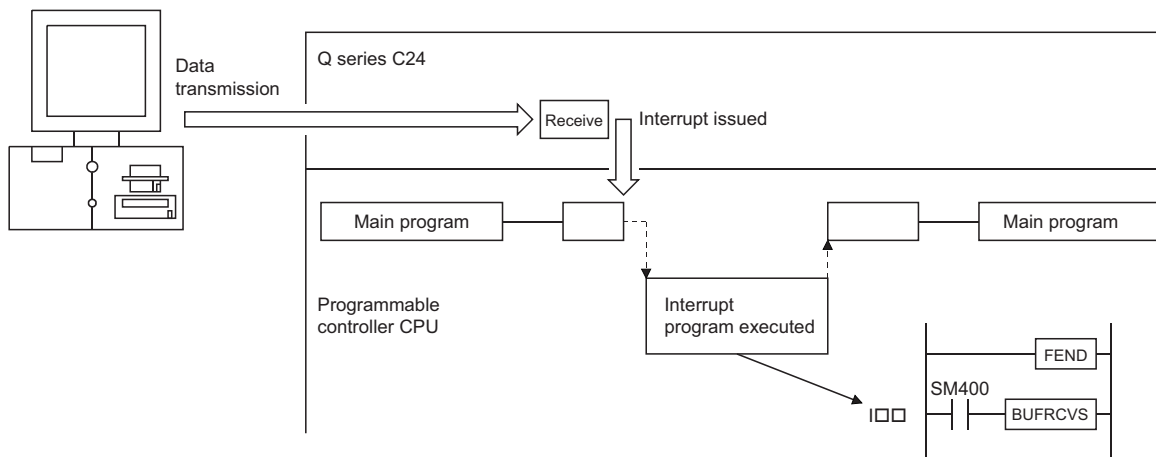 Q series C24
Data
transmission
Receive
Interrupt issued
Main program
Main program
Programmable
controller CPU
Interrupt
program executed
FEND
SM400
I□□
BUFRCVS